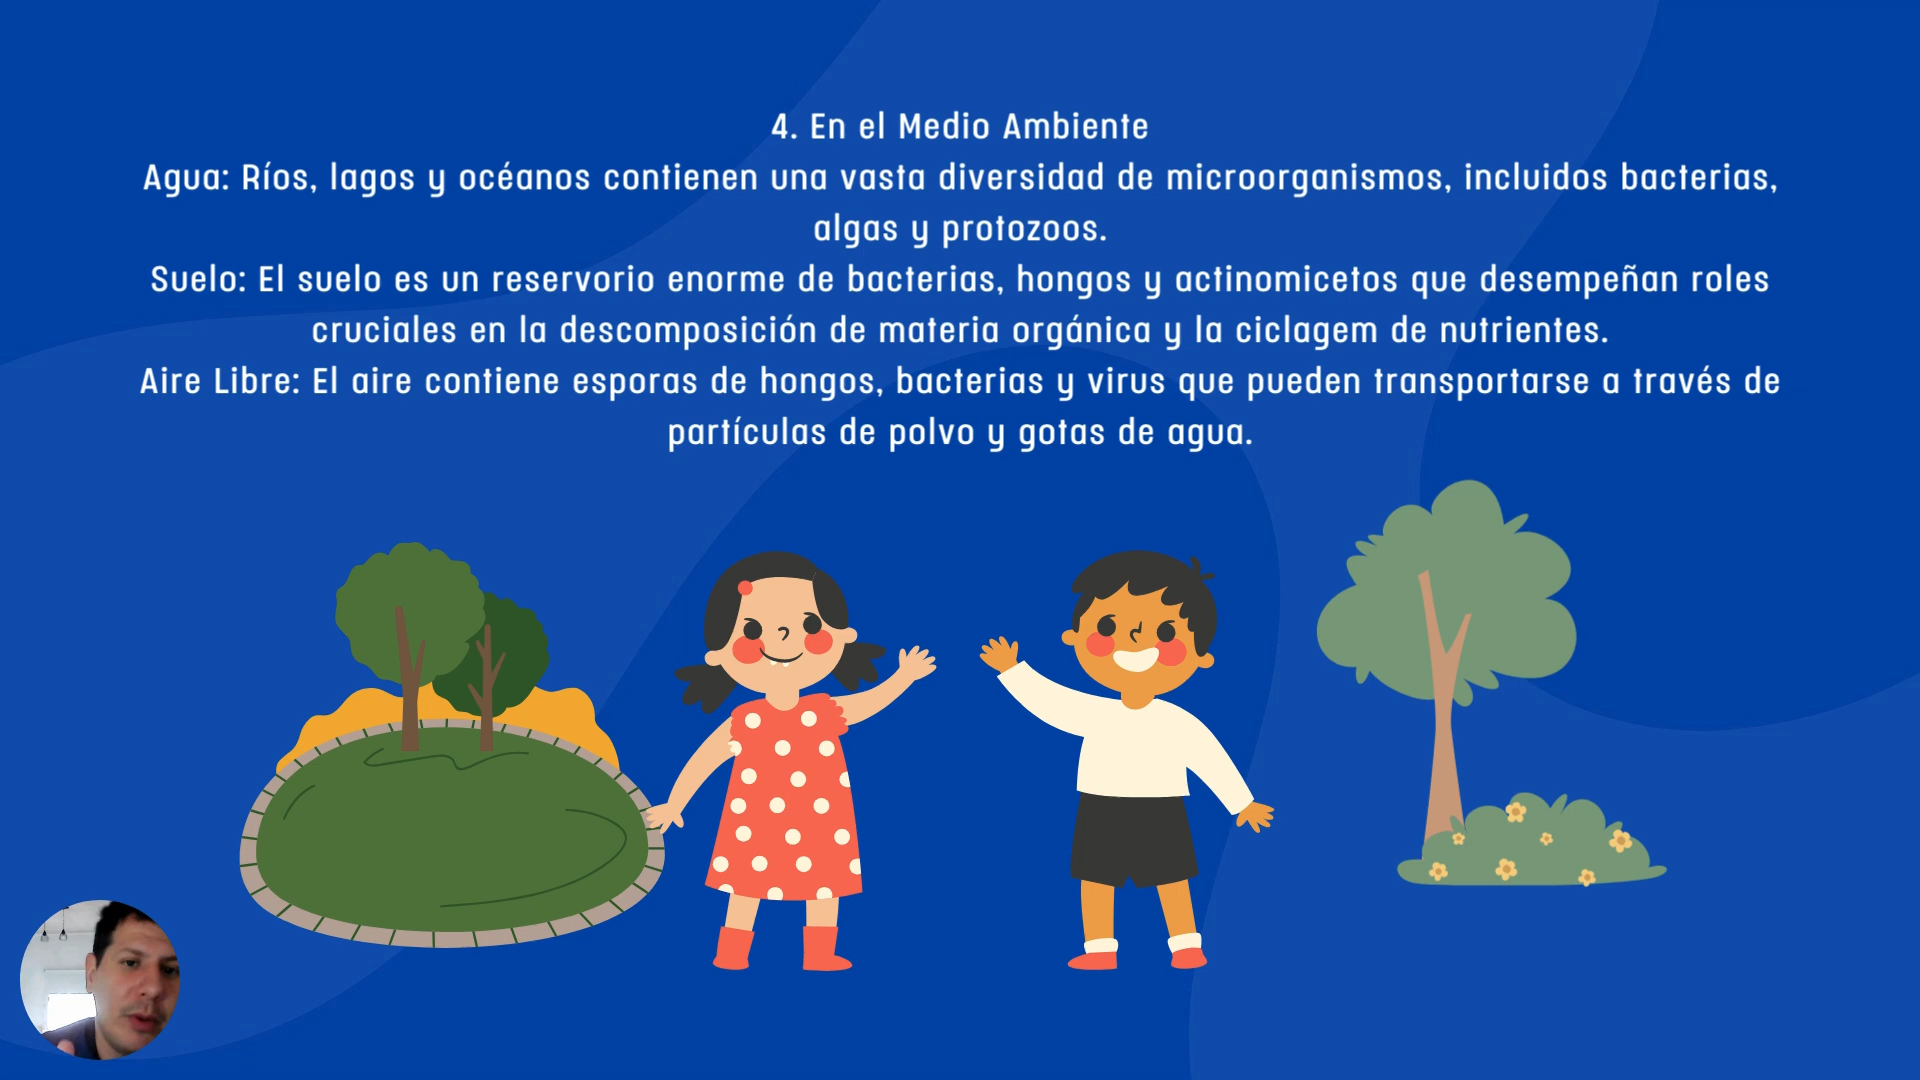 4. En el Medio Ambiente
Agua: Ríos, lagos y océanos contienen una vasta diversidad de microorganismos, incluidos bacterias,
algas y protozoos.
Suelo: El suelo es un reservorio enorme de bacterias, hongos y actinomicetos que desempeñan roles
cruciales en la descomposición de materia orgánica y la ciclagem de nutrientes.
Aire Libre: El aire contiene esporas de hongos, bacterias y virus que pueden transportarse a través de
partículas de polvo y gotas de agua.